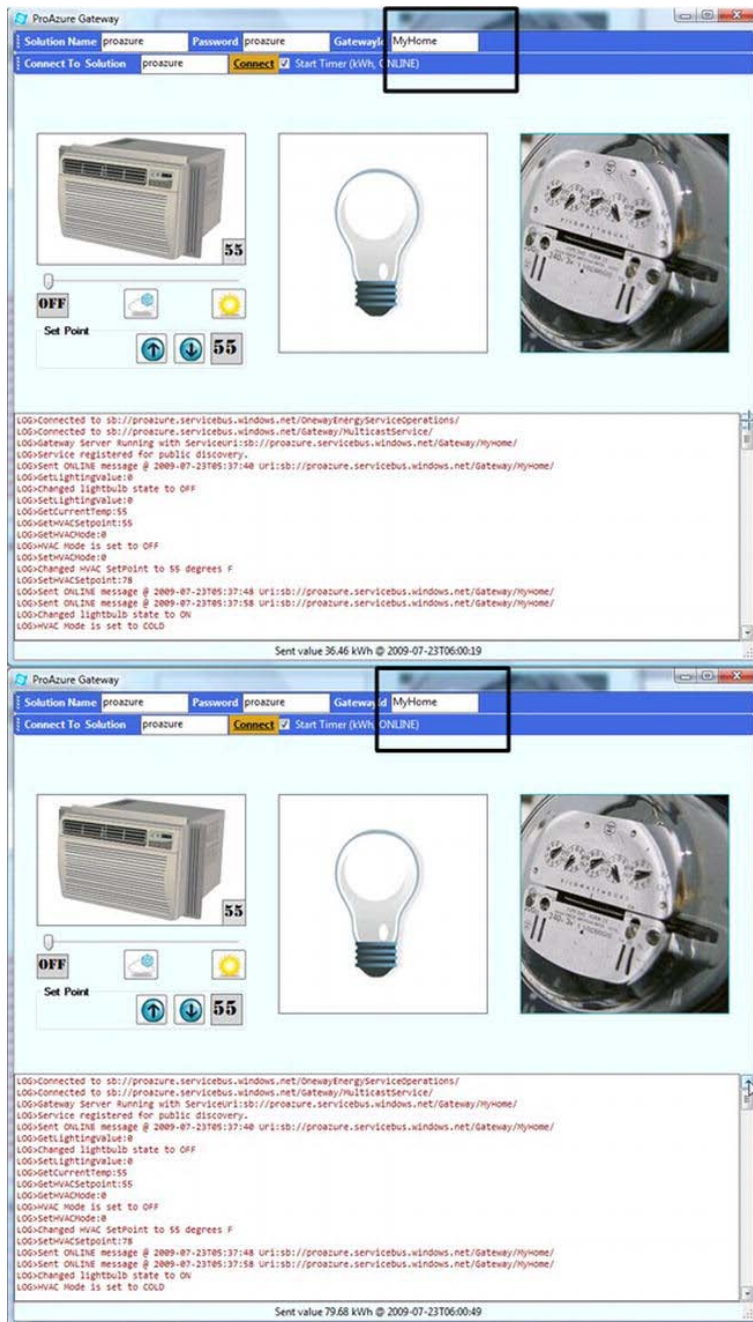 ProAzure Gateway
Solution Name proazure Password proazure GatewayId MyHome
Connect To Solution proazure Connect Start Timer (kWh, ONLINE)
55
OFF
Set Point
55
LOG>Connected to sb://proazure.servicebus.windows.net/OnewayEnergyServiceOperations/
LOG>Connected to sb://proazure.servicebus.windows.net/Gateway/MulticastService/
LOG>Gateway Server Running with ServiceUri:sb://proazure.servicebus.windows.net/Gateway/MyHome/
LOG>Service registered for public discovery.
LOG>Sent ONLINE message @ 2009-07-23T05:37:40 Uri:sb://proazure.servicebus.windows.net/Gateway/MyHome/
LOG>GetLightingValue:0
LOG>Changed lightbulb state to OFF
LOG>SetLightingValue:0
LOG>GetCurrentTemp:55
LOG>GetHVACSetpoint:55
LOG>GetHVACMode:0
LOG>HVAC Mode is set to OFF
LOG>SetHVACMode:0
LOG>Changed HVAC SetPoint to 55 degrees F
LOG>SetHVACSetpoint:78
LOG>Sent ONLINE message @ 2009-07-23T05:37:48 Uri:sb://proazure.servicebus.windows.net/Gateway/MyHome/
LOG>Sent ONLINE message @ 2009-07-23T05:37:58 Uri:sb://proazure.servicebus.windows.net/Gateway/MyHome/
LOG>Changed lightbulb state to ON
LOG>HVAC Mode is set to COLD
Sent value 36.46 kWh @ 2009-07-23T06:00:19
ProAzure Gateway
Solution Name proazure Password proazure GatewayId MyHome
Connect To Solution proazure Connect Start Timer (kWh, ONLINE)
55
OFF
Set Point
55
LOG>Connected to sb://proazure.servicebus.windows.net/OnewayEnergyServiceOperations/
LOG>Connected to sb://proazure.servicebus.windows.net/Gateway/MulticastService/
LOG>Gateway Server Running with ServiceUri:sb://proazure.servicebus.windows.net/Gateway/MyHome/
LOG>Service registered for public discovery.
LOG>Sent ONLINE message @ 2009-07-23T05:37:40 Uri:sb://proazure.servicebus.windows.net/Gateway/MyHome/
LOG>GetLightingValue:0
LOG>Changed lightbulb state to OFF
LOG>SetLightingValue:0
LOG>GetCurrentTemp:55
LOG>GetHVACSetpoint:55
LOG>GetHVACMode:0
LOG>HVAC Mode is set to OFF
LOG>SetHVACMode:0
LOG>Changed HVAC SetPoint to 55 degrees F
LOG>SetHVACSetpoint:78
LOG>Sent ONLINE message @ 2009-07-23T05:37:48 Uri:sb://proazure.servicebus.windows.net/Gateway/MyHome/
LOG>Sent ONLINE message @ 2009-07-23T05:37:58 Uri:sb://proazure.servicebus.windows.net/Gateway/MyHome/
LOG>Changed lightbulb state to ON
LOG>HVAC Mode is set to COLD
Sent value 79.68 kWh @ 2009-07-23T06:00:49